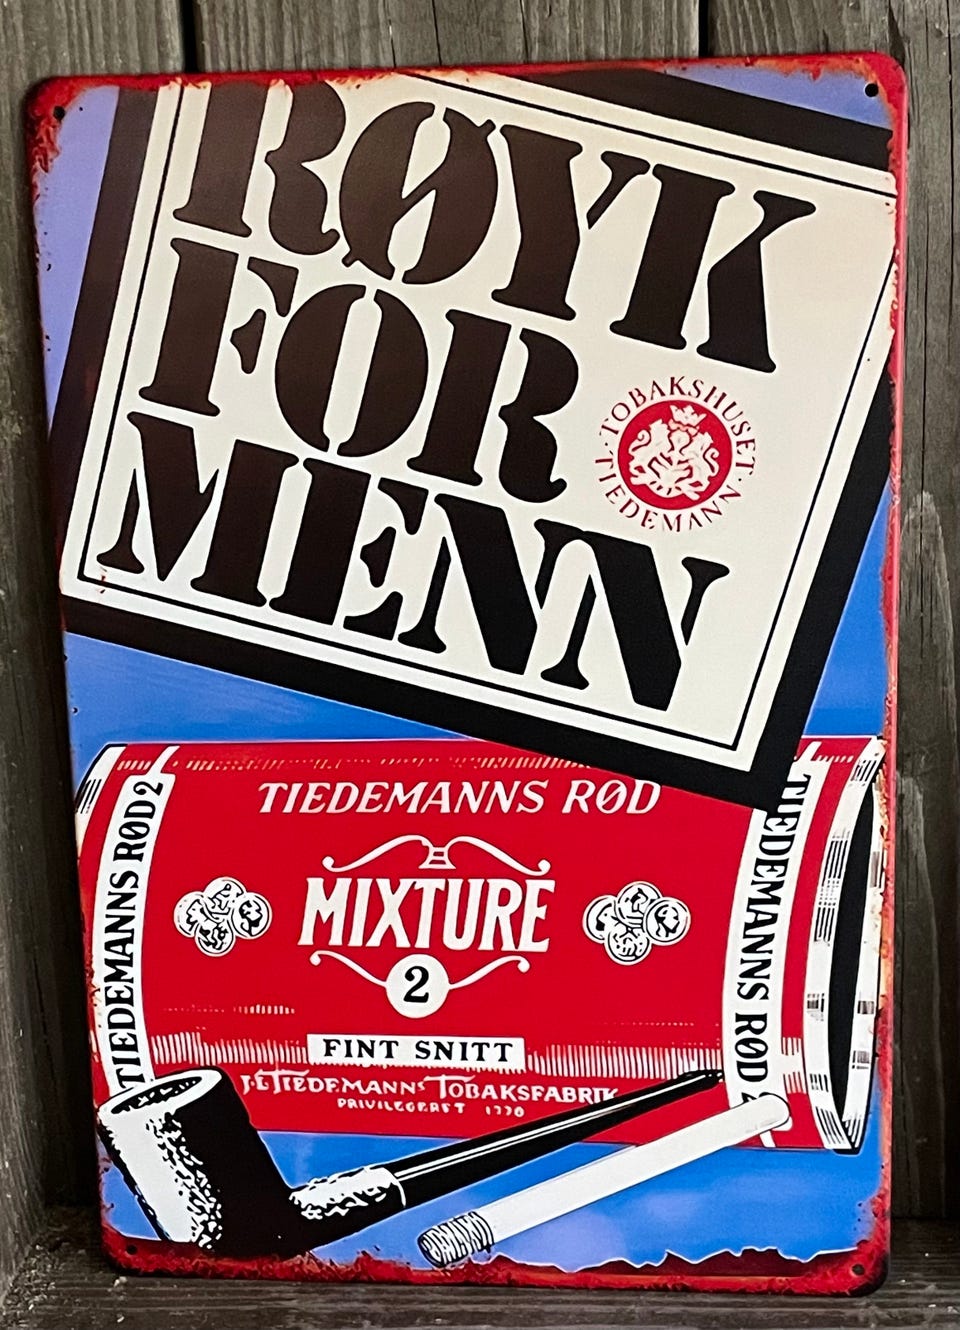 RØYK
FOR
MENN
TOBAKSHUSET
TIEDEMANN
TIEDEMANNS RØD
TIEDEMANNS RØD 2
MIXTURE
2
FINT SNITT
J.L. TIEDEMANNS TOBAKSFABRIK
PRIVILEGERET 1770
TIEDEMANNS RØD 2